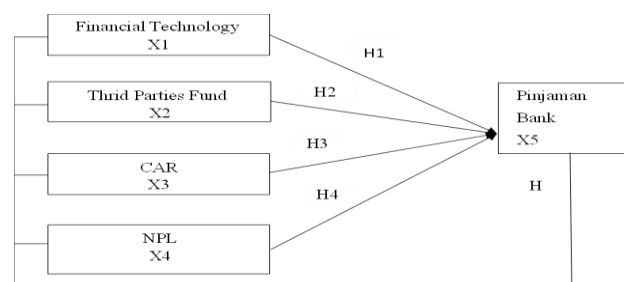 Financial Technology
X1
H1
Thrid Parties Fund
X2
H2
Pinjaman
Bank
X5
H3
CAR
X3
H4
H
NPL
X4